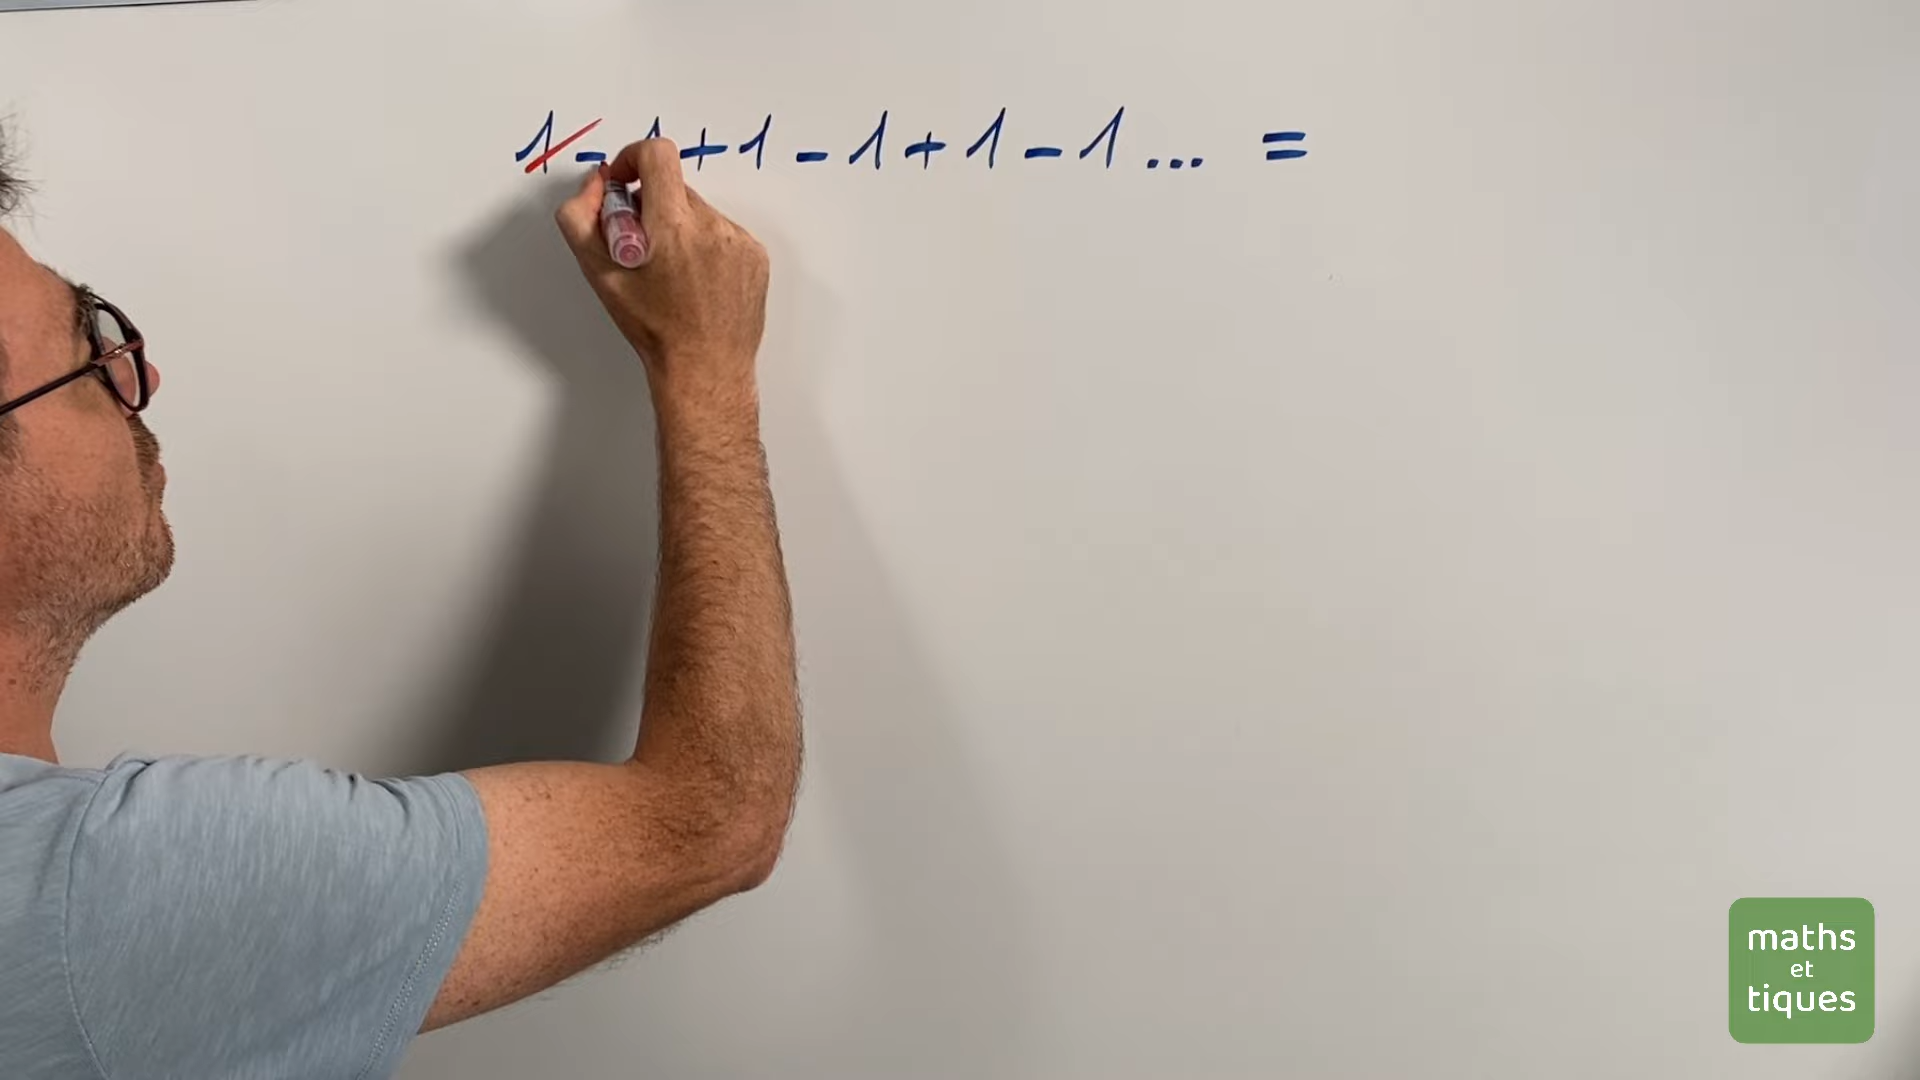 1 - 1 + 1 - 1 + 1 - 1 ... =
maths
et
tiques